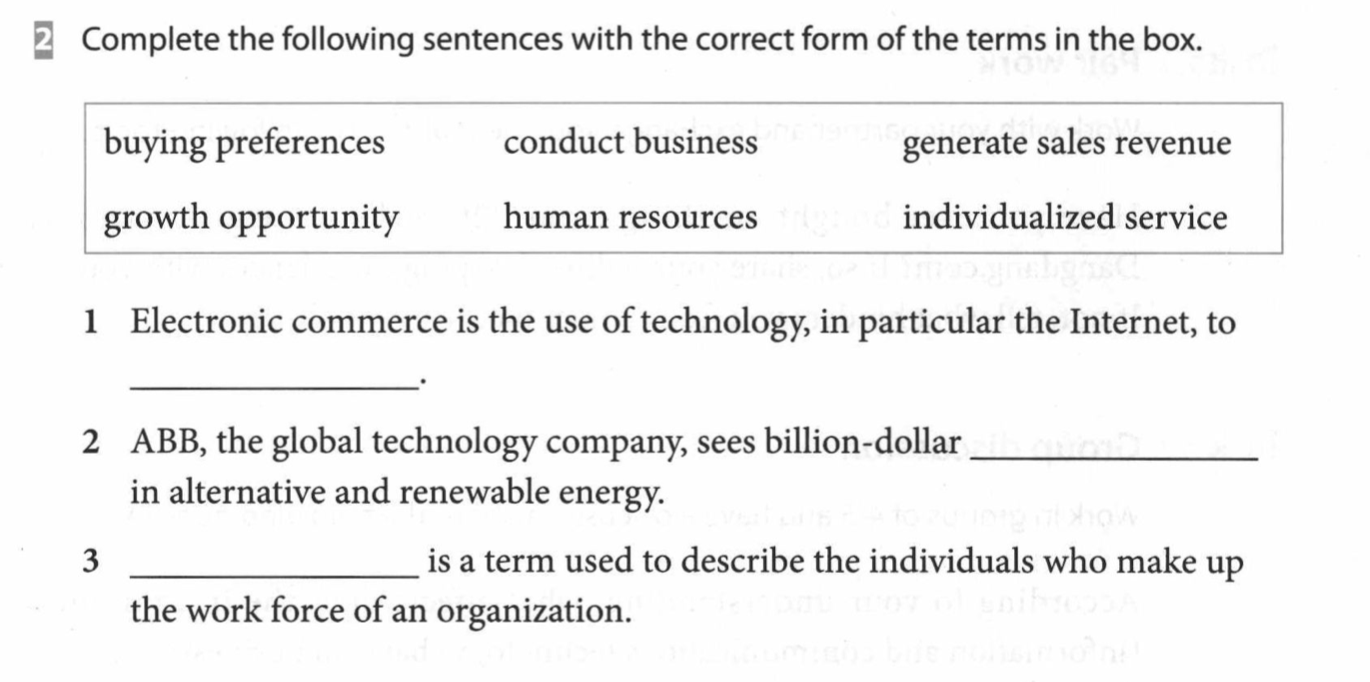 2 Complete the following sentences with the correct form of the terms in the box.
buying preferences conduct business generate sales revenue
growth opportunity human resources individualized service
1 Electronic commerce is the use of technology, in particular the Internet, to
____________.
2 ABB, the global technology company, sees billion-dollar ____________
in alternative and renewable energy.
3 ____________ is a term used to describe the individuals who make up
the work force of an organization.